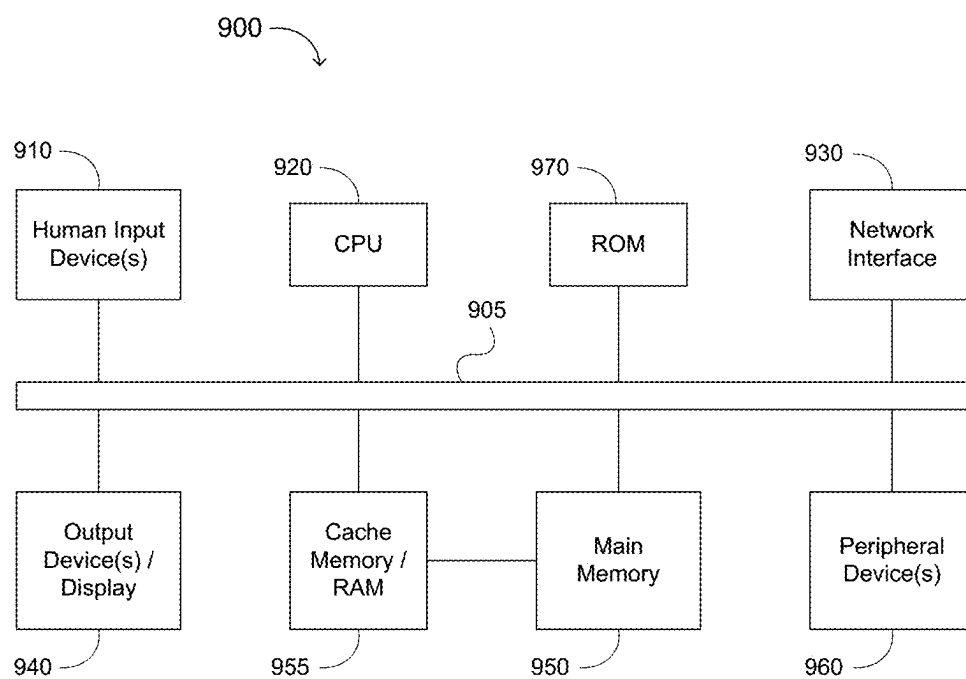 900
910
920
970
930
Human Input
Device(s)
CPU
ROM
Network
Interface
905
Output
Device(s) /
Display
Cache
Memory /
RAM
Main
Memory
Peripheral
Device(s)
940
955
950
960